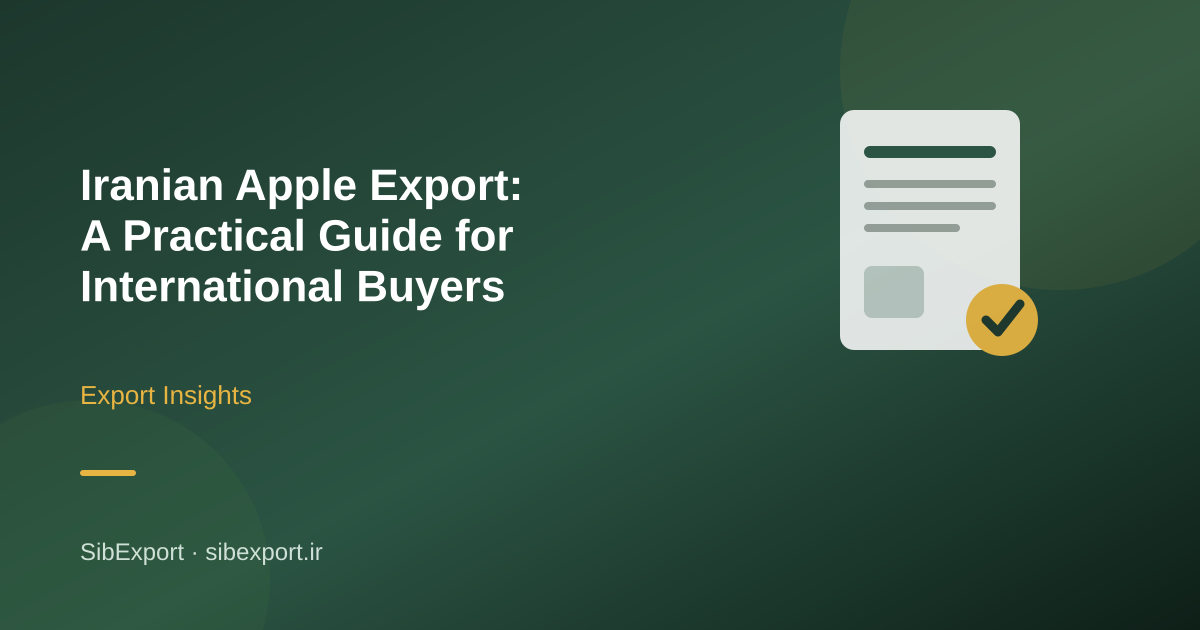 Iranian Apple Export:
A Practical Guide for
International Buyers
Export Insights
SibExport · sibexport.ir